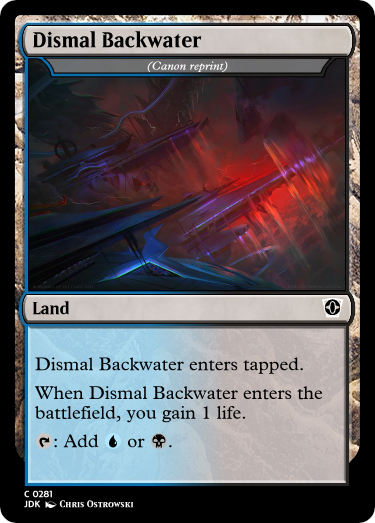 Dismal Backwater
(Canon reprint)
Land
Dismal Backwater enters tapped.
When Dismal Backwater enters the
battlefield, you gain 1 life.
: Add or .
C 0281
JDK Chris Ostrowski